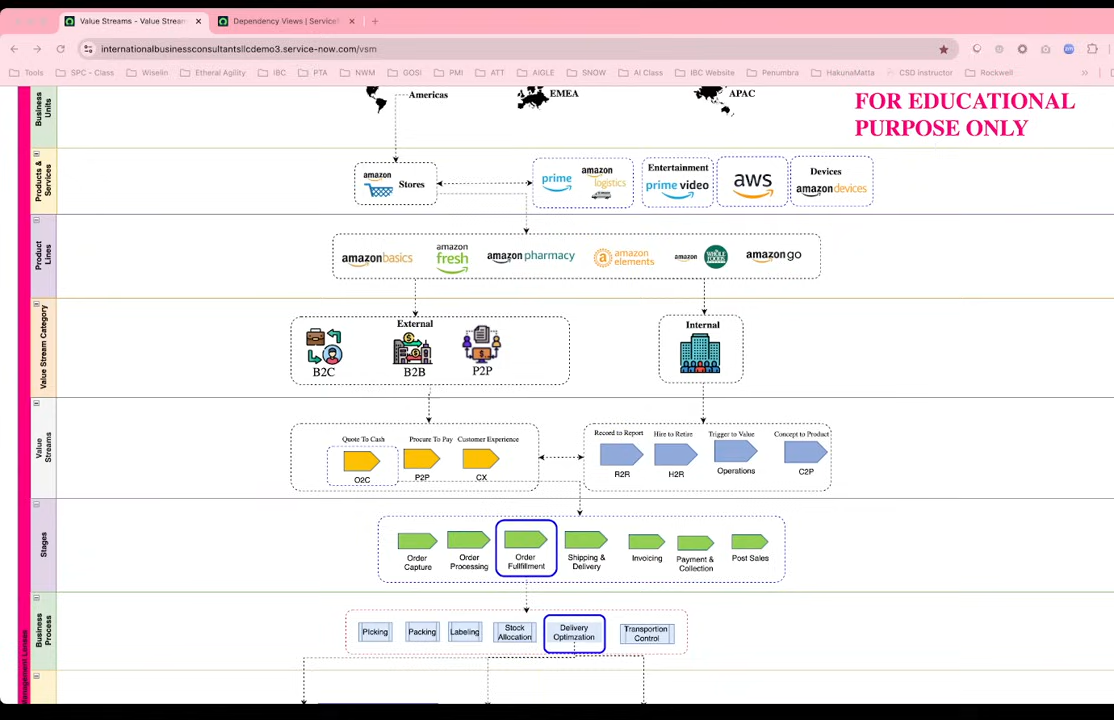 Value Streams - Value Stream
Dependency Views | Service
internationalbusinessconsultantsllcdemo3.service-now.com/vsm
Tools
SPC - Class
Wiselin
Etheral Agility
IBC
PTA
NWM
GOSI
PMI
ATT
AIGLE
SNOW
AI Class
IBC Website
Penumbra
HakunaMatta
CSD instructor
Rockwell
Business Units
Americas
EMEA
APAC
FOR EDUCATIONAL
PURPOSE ONLY
Products & Services
amazon
Stores
prime
amazon
logistics
Entertainment
prime video
aws
Devices
amazon devices
Product Lines
amazonbasics
amazon
fresh
amazon pharmacy
amazon
elements
amazon
WHOLE
FOODS
amazon go
Value Stream Category
External
B2C
B2B
P2P
Internal
Value Streams
Quote To Cash
Procure To Pay
Customer Experience
O2C
P2P
CX
Record to Report
Hire to Retire
Trigger to Value
Concept to Product
R2R
H2R
Operations
C2P
Stages
Order
Capture
Order
Processing
Order
Fullfillment
Shipping &
Delivery
Invoicing
Payment &
Collection
Post Sales
Business Process
PIcking
Packing
Labeling
Stock
Allocation
Delivery
Optimzation
Transportion
Control